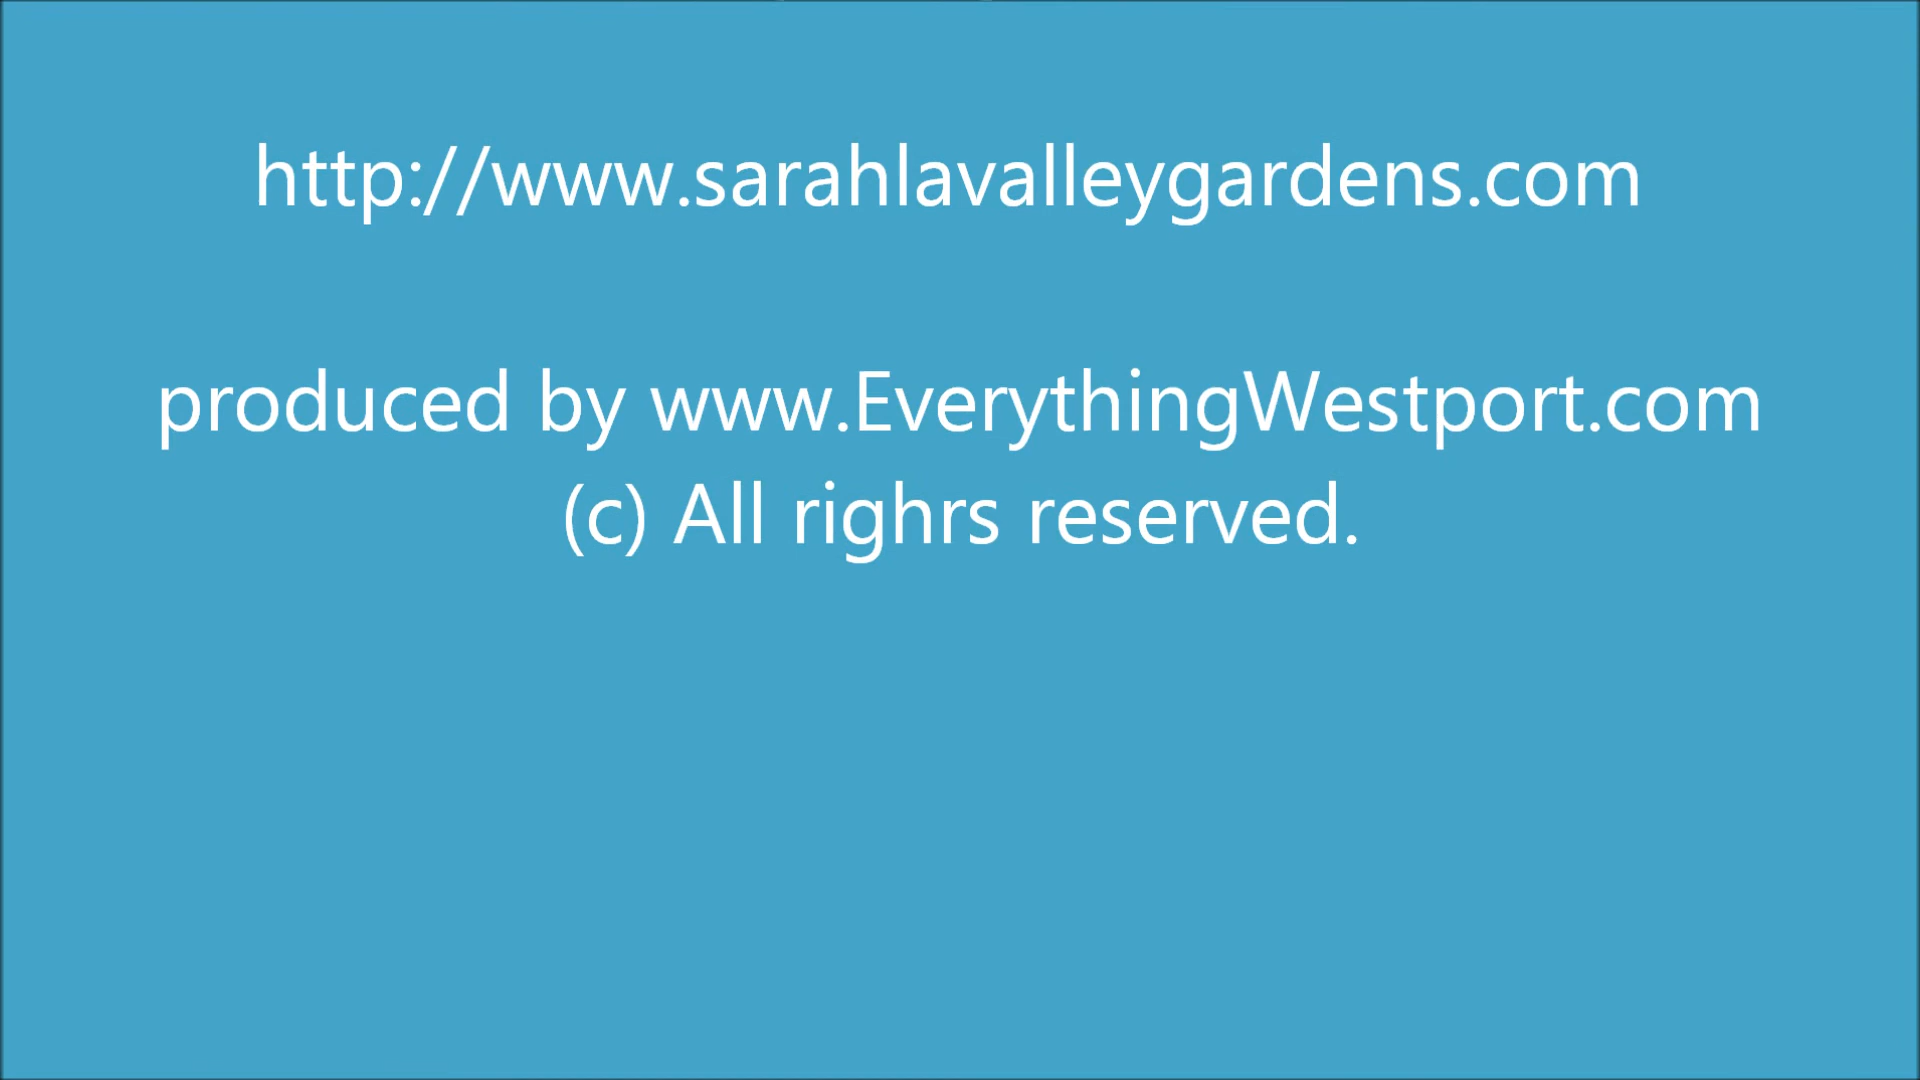 http://www.sarahlavalleygardens.com
produced by www.EverythingWestport.com
(c) All righrs reserved.